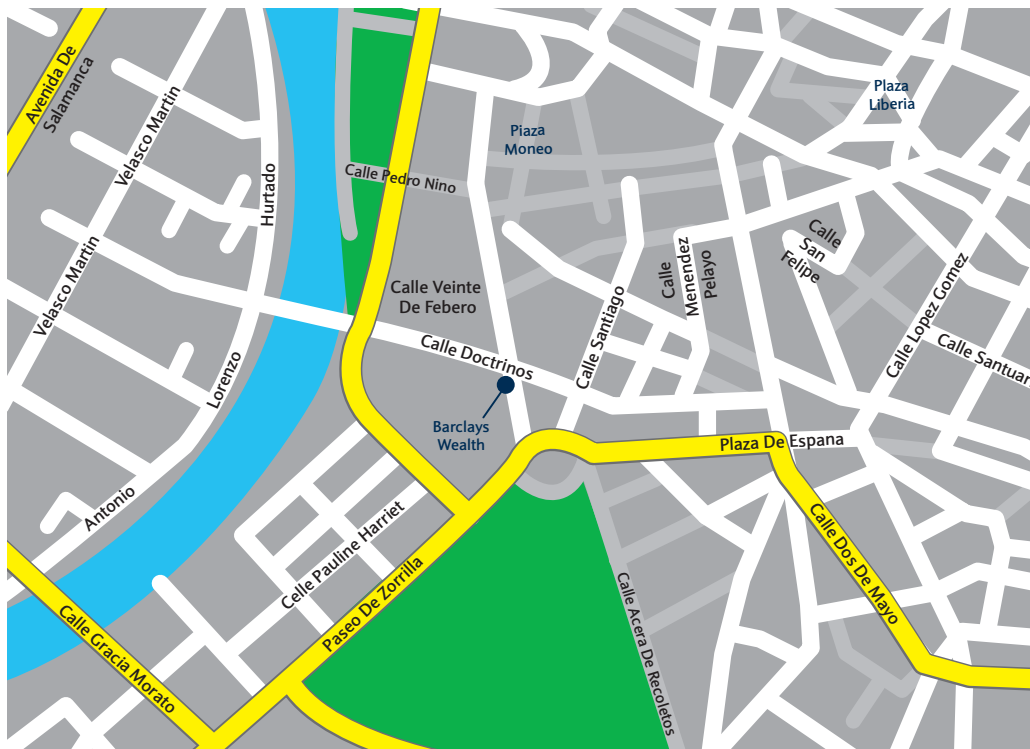 Avenida De
Salamanca
Velasco Martin
Hurtado
Plaza
Liberia
Piaza
Moneo
Calle Pedro Nino
Velasco Martin
Calle Veinte
De Febero
Calle
Menendez
Pelayo
Calle
San
Felipe
Calle Lopez Gomez
Calle Santuar
Calle Doctrinos
Calle Santiago
Lorenzo
Barclays
Wealth
Plaza De Espana
Antonio
Celle Pauline Harriet
Calle Dos De Mayo
Paseo De Zorrilla
Calle Acera De Recoletos
Calle Gracia Morato